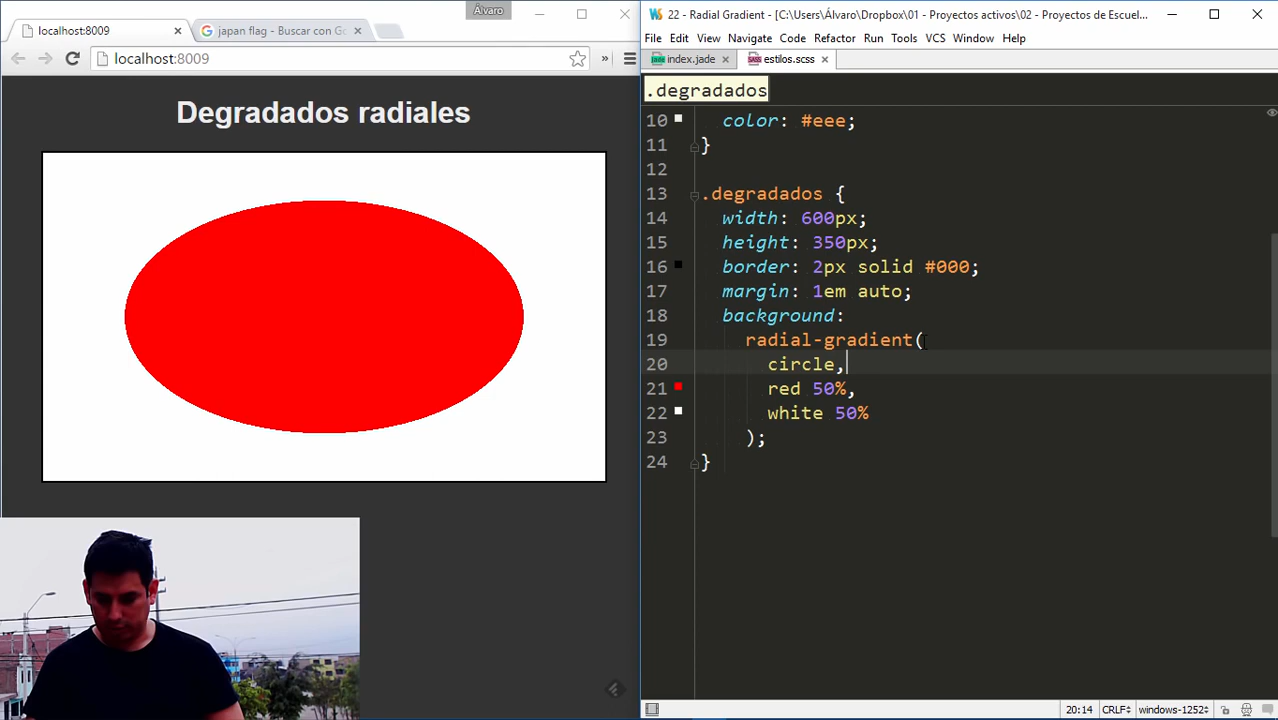 Álvaro
localhost:8009
japan flag - Buscar con Go
localhost:8009
»
Degradados radiales
22 - Radial Gradient - [C:\Users\Álvaro\Dropbox\01 - Proyectos activos\02 - Proyectos de Escuel...
File Edit View Navigate Code Refactor Run Tools VCS Window Help
index.jade
SASS estilos.scss
.degradados
10 color: #eee;
11 }
12
13 .degradados {
14 width: 600px;
15 height: 350px;
16 border: 2px solid #000;
17 margin: 1em auto;
18 background:
19 radial-gradient(
20 circle,
21 red 50%,
22 white 50%
23 );
24 }
20:14 CRLF windows-1252